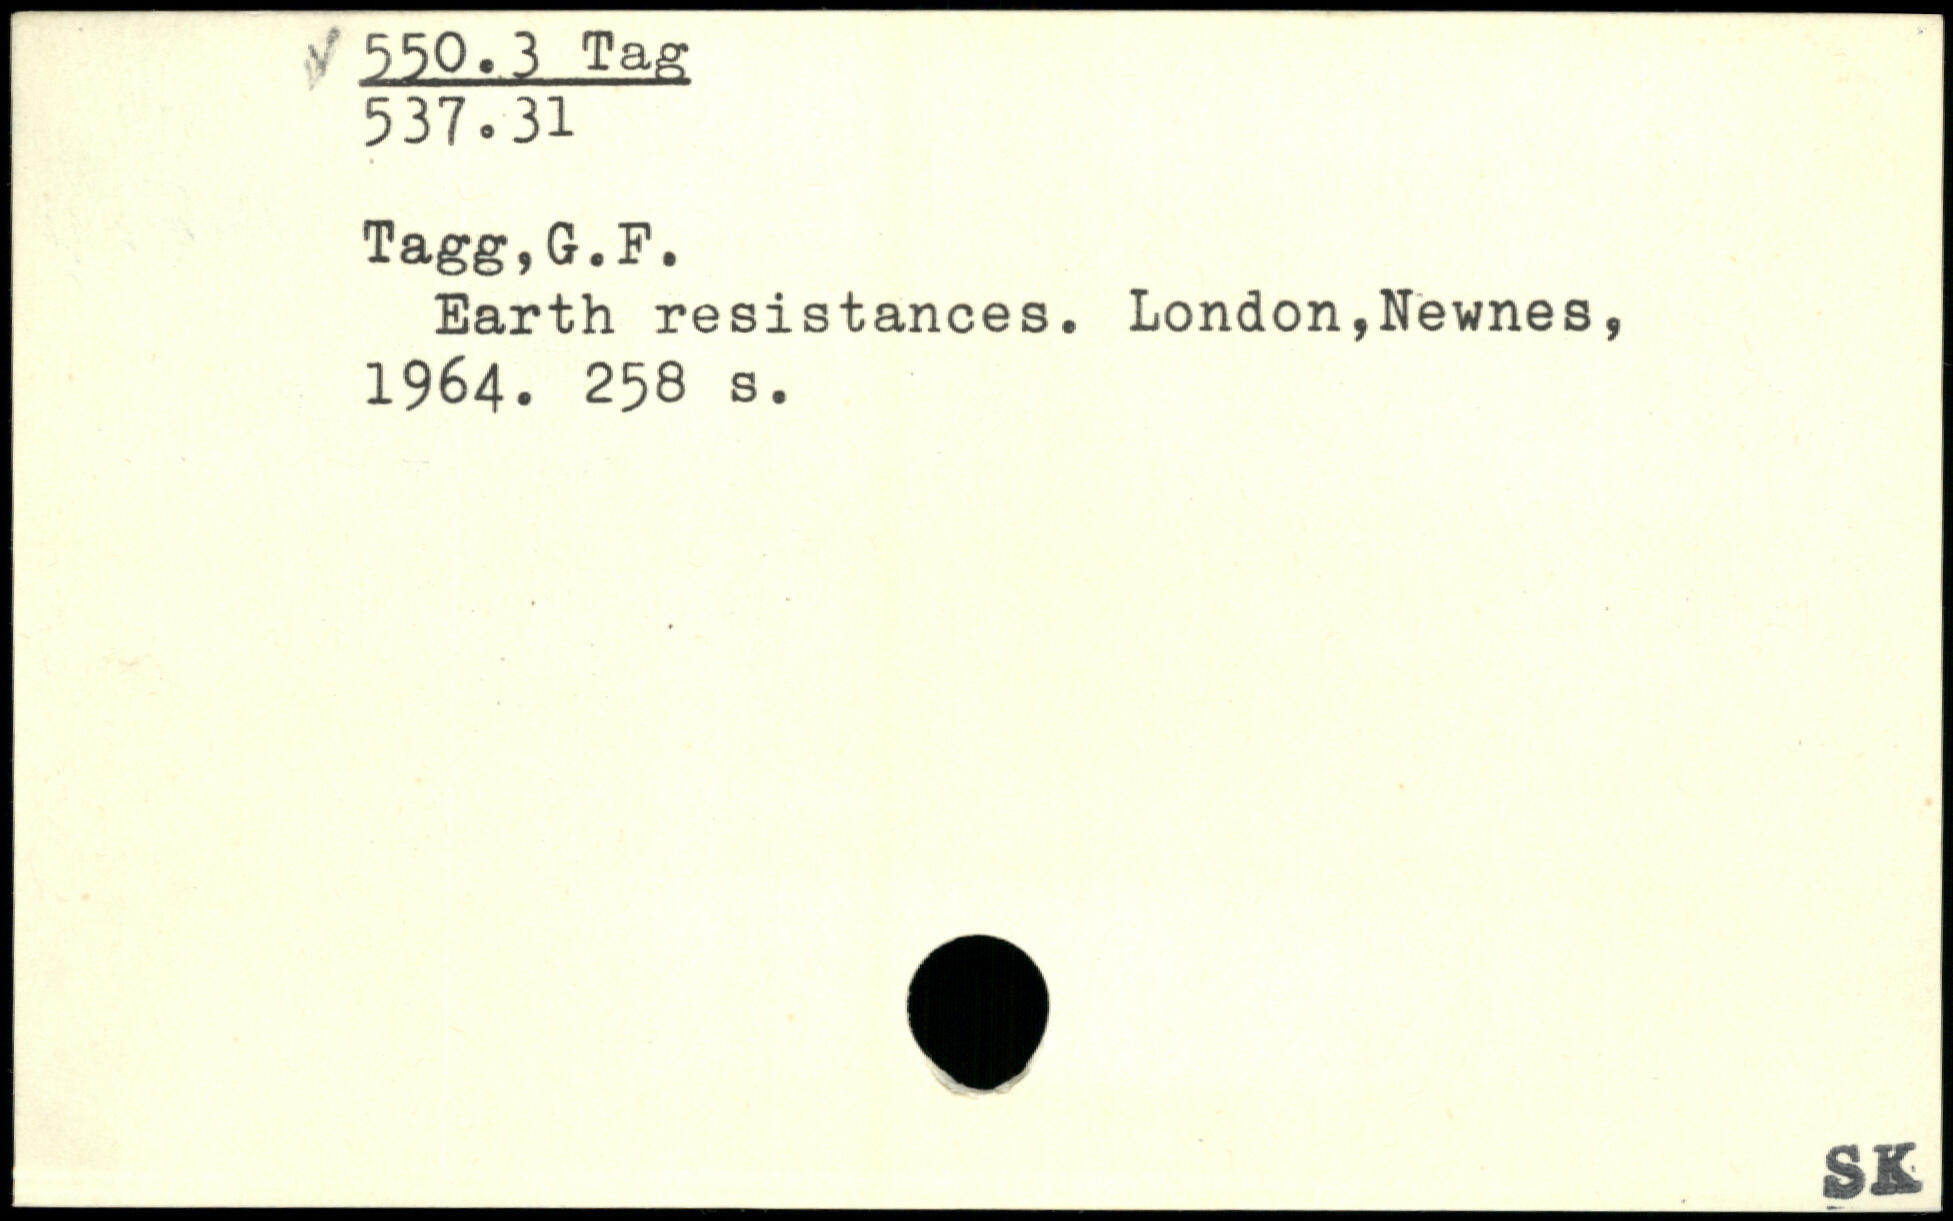 550.3 Tag
537.31
Tagg,G.F.
Earth resistances. London,Newnes,
1964. 258 s.
SK